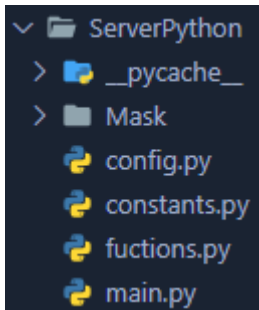 ServerPython
__pycache__
Mask
config.py
constants.py
fuctions.py
main.py